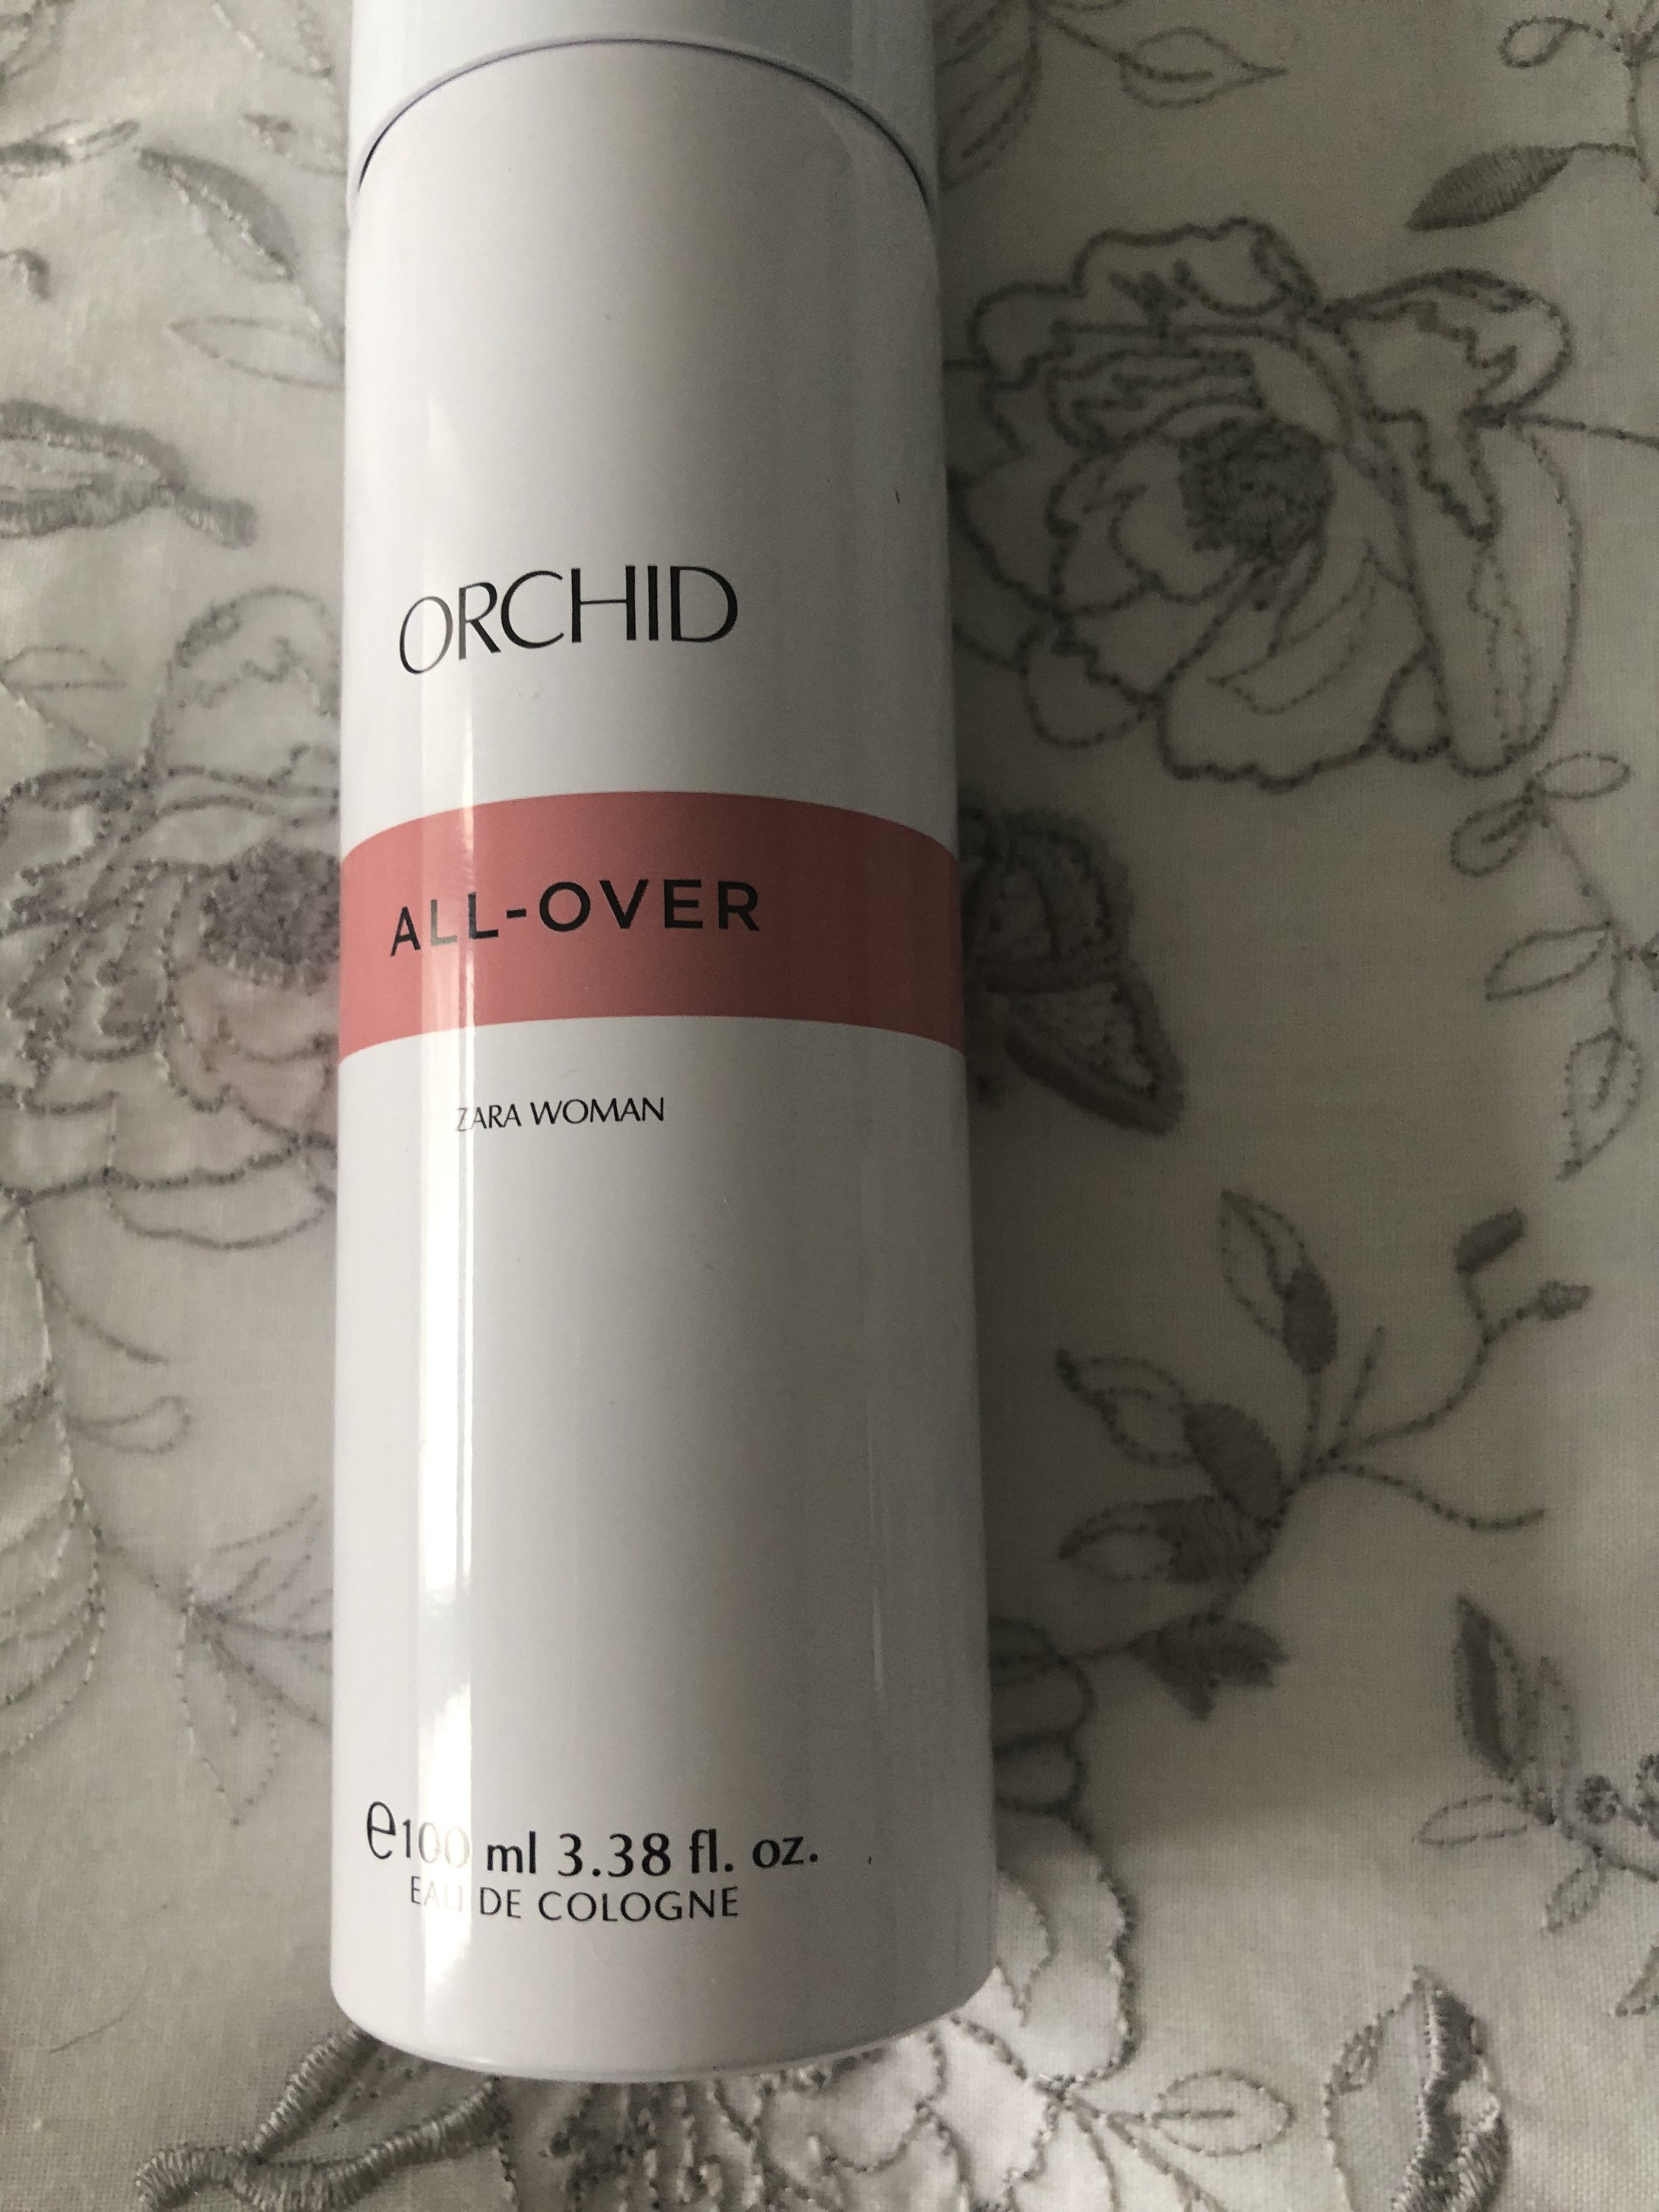 ORCHID
ALL-OVER
ZARA WOMAN
℮100 ml 3.38 fl. oz.
EAU DE COLOGNE